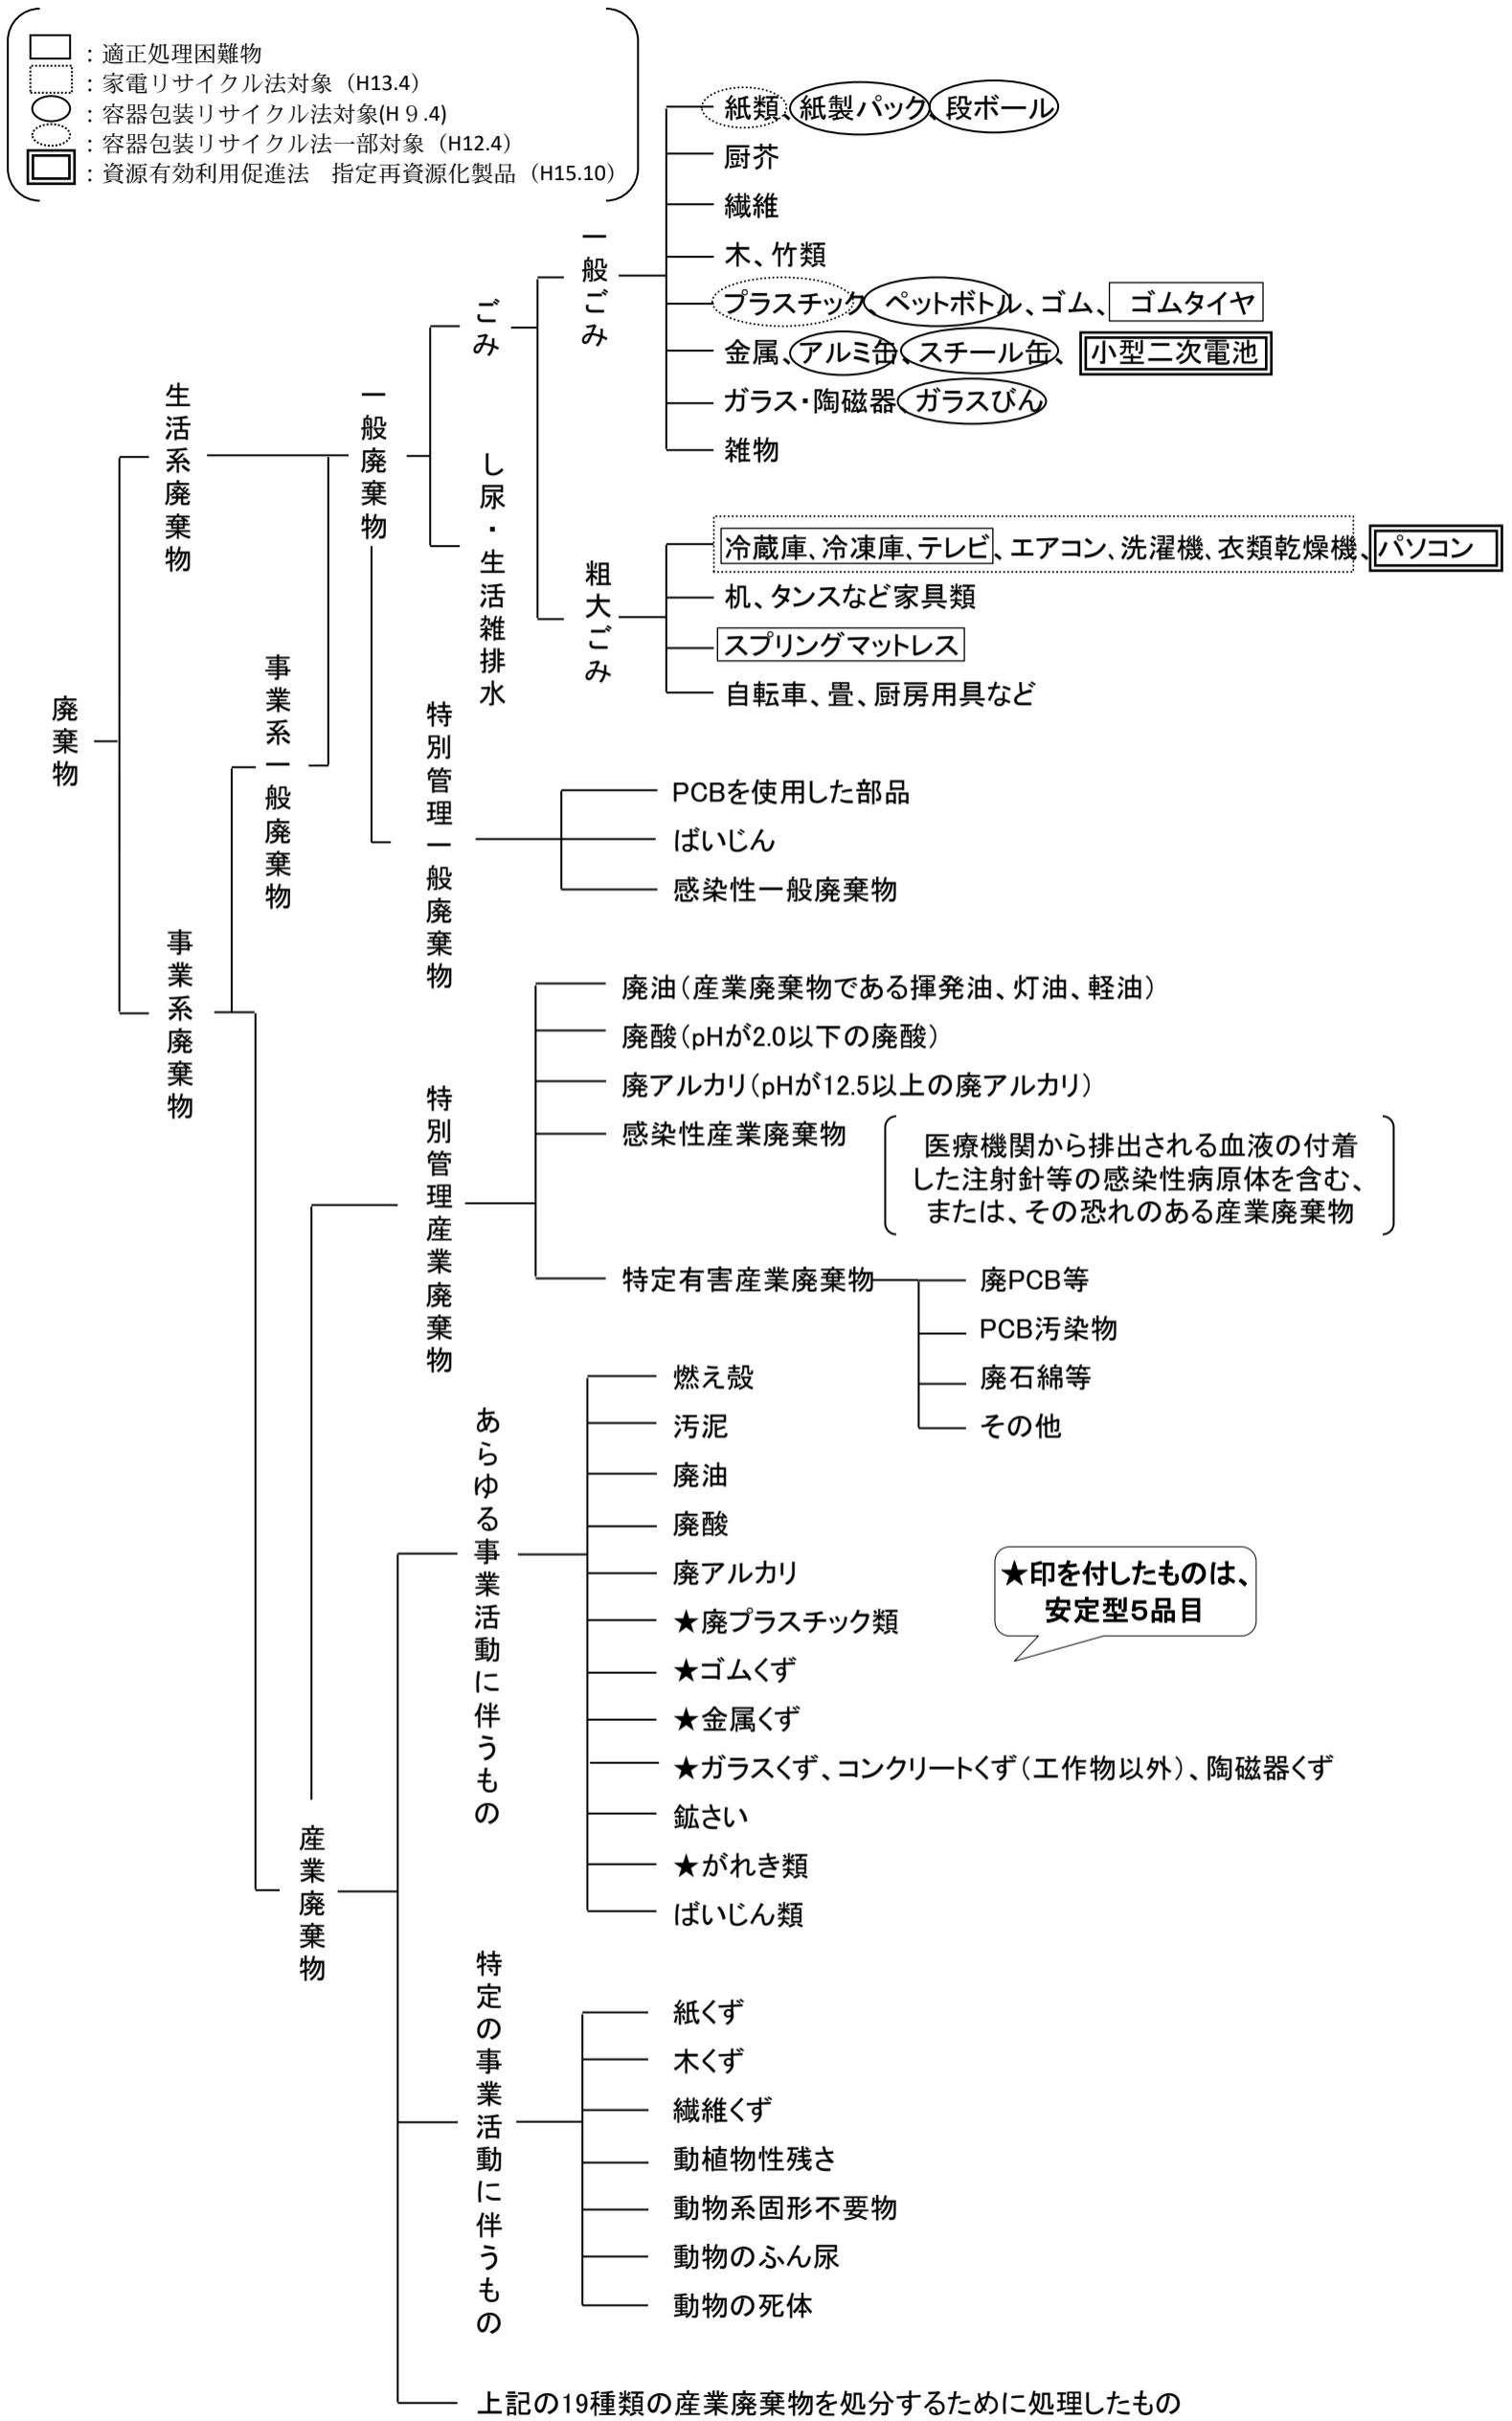 ：適正処理困難物
：家電リサイクル法対象（H13.4）
：容器包装リサイクル法対象(H９.4)
：容器包装リサイクル法一部対象（H12.4）
：資源有効利用促進法　指定再資源化製品（H15.10）
廃棄物
生活系廃棄物
事業系廃棄物
事業系一般廃棄物
一般廃棄物
ごみ
し尿・生活雑排水
一般ごみ
紙類、紙製パック、段ボール
厨芥
繊維
木、竹類
プラスチック、ペットボトル、ゴム、ゴムタイヤ
金属、アルミ缶、スチール缶、小型二次電池
ガラス・陶磁器、ガラスびん
雑物
粗大ごみ
冷蔵庫、冷凍庫、テレビ、エアコン、洗濯機、衣類乾燥機、パソコン
机、タンスなど家具類
スプリングマットレス
自転車、畳、厨房用具など
特別管理一般廃棄物
PCBを使用した部品
ばいじん
感染性一般廃棄物
産業廃棄物
特別管理産業廃棄物
廃油（産業廃棄物である揮発油、灯油、軽油）
廃酸（pHが2.0以下の廃酸）
廃アルカリ（pHが12.5以上の廃アルカリ）
感染性産業廃棄物
医療機関から排出される血液の付着
した注射針等の感染性病原体を含む、
または、その恐れのある産業廃棄物
特定有害産業廃棄物
廃PCB等
PCB汚染物
廃石綿等
その他
あらゆる事業活動に伴うもの
燃え殻
汚泥
廃油
廃酸
廃アルカリ
★廃プラスチック類
★ゴムくず
★金属くず
★ガラスくず、コンクリートくず（工作物以外）、陶磁器くず
鉱さい
★がれき類
ばいじん類
★印を付したものは、
安定型５品目
特定の事業活動に伴うもの
紙くず
木くず
繊維くず
動植物性残さ
動物系固形不要物
動物のふん尿
動物の死体
上記の19種類の産業廃棄物を処分するために処理したもの